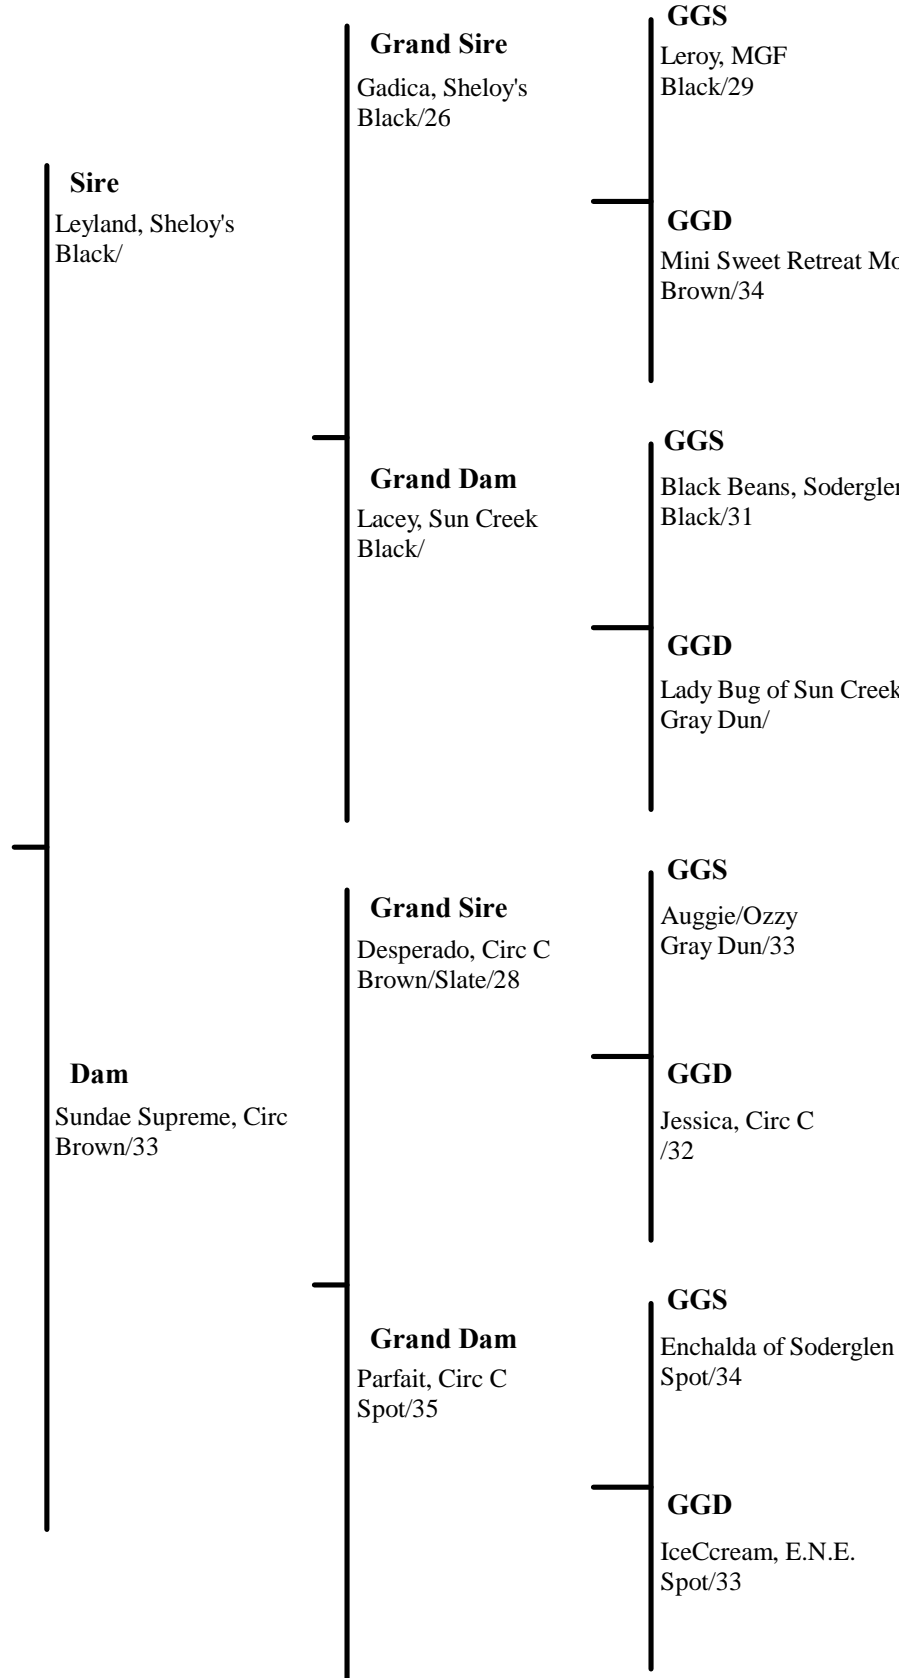 Sire
Leyland, Sheloy's
Black/
Dam
Sundae Supreme, Circ
Brown/33
Grand Sire
Gadica, Sheloy's
Black/26
Grand Dam
Lacey, Sun Creek
Black/
Grand Sire
Desperado, Circ C
Brown/Slate/28
Grand Dam
Parfait, Circ C
Spot/35
GGS
Leroy, MGF
Black/29
GGD
Mini Sweet Retreat Mo
Brown/34
GGS
Black Beans, Soderglen
Black/31
GGD
Lady Bug of Sun Creek
Gray Dun/
GGS
Auggie/Ozzy
Gray Dun/33
GGD
Jessica, Circ C
/32
GGS
Enchalda of Soderglen
Spot/34
GGD
IceCcream, E.N.E.
Spot/33